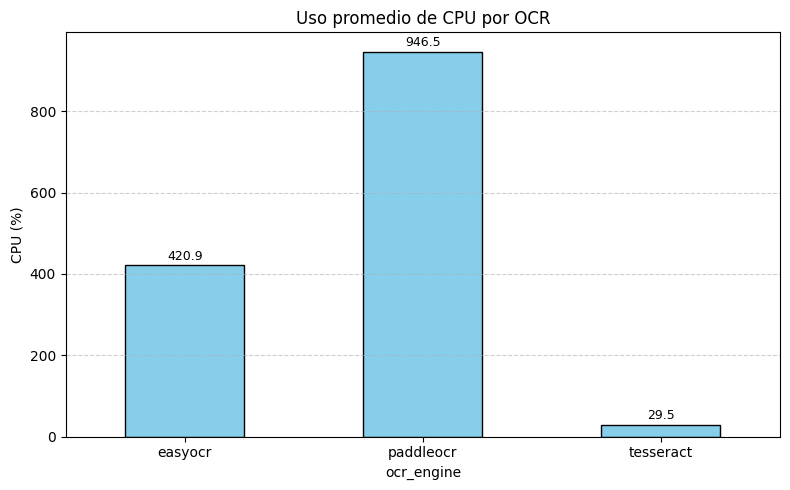 Uso promedio de CPU por OCR
946.5
800
600
CPU (%)
420.9
400
200
29.5
0
easyocr paddleocr tesseract
ocr_engine